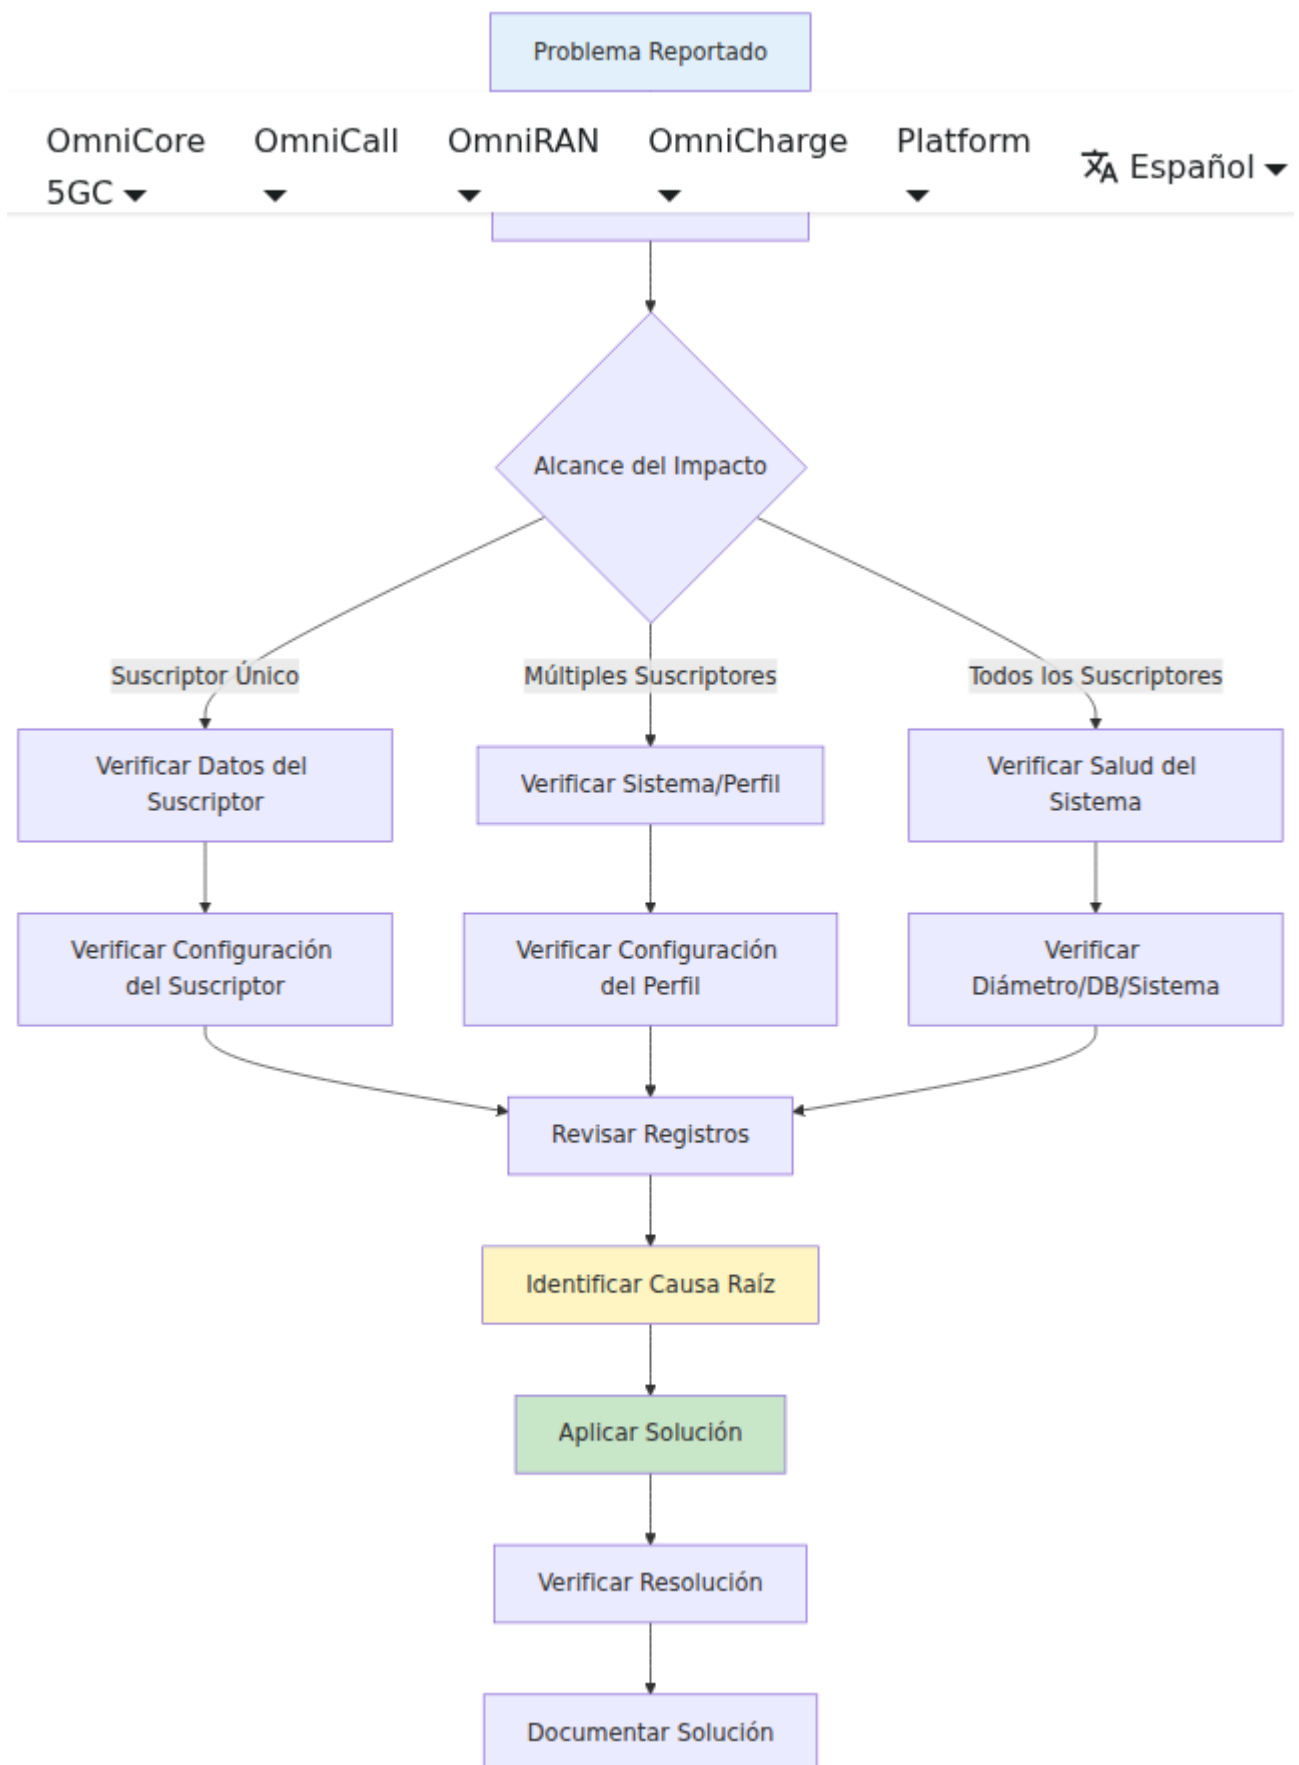 Problema Reportado
OmniCore
5GC
OmniCall
OmniRAN
OmniCharge
Platform
Español
Alcance del Impacto
Suscriptor Único
Múltiples Suscriptores
Todos los Suscriptores
Verificar Datos del
Suscriptor
Verificar Sistema/Perfil
Verificar Salud del
Sistema
Verificar Configuración
del Suscriptor
Verificar Configuración
del Perfil
Verificar
Diámetro/DB/Sistema
Revisar Registros
Identificar Causa Raíz
Aplicar Solución
Verificar Resolución
Documentar Solución